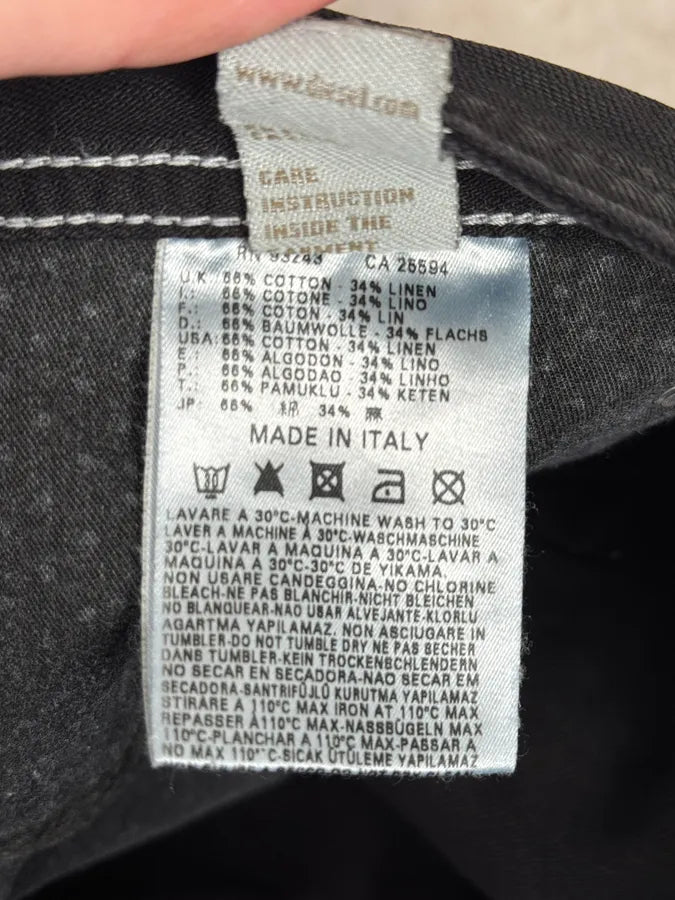 www.diesel.com
CARE
INSTRUCTION
INSIDE THE
GARMENT
RN 93243 CA 25594
U.K: 66% COTTON - 34% LINEN
I.: 66% COTONE - 34% LINO
F.: 66% COTON - 34% LIN
D.: 66% BAUMWOLLE - 34% FLACHS
USA: 66% COTTON - 34% LINEN
E.: 66% ALGODON - 34% LINO
P.: 66% ALGODAO - 34% LINHO
T.: 66% PAMUKLU - 34% KETEN
JP: 66% 綿 34% 麻
MADE IN ITALY
30
LAVARE A 30°C-MACHINE WASH TO 30°C
LAVER A MACHINE À 30°C-WASCHMASCHINE
30°C-LAVAR A MAQUINA A 30°C-LAVAR A
MAQUINA A 30°C-30°C DE YIKAMA.
NON USARE CANDEGGINA-NO CHLORINE
BLEACH-NE PAS BLANCHIR-NICHT BLEICHEN
NO BLANQUEAR-NAO USAR ALVEJANTE-KLORLU
AGARTMA YAPILAMAZ. NON ASCIUGARE IN
TUMBLER-DO NOT TUMBLE DRY NE PAS SECHER
DANS TUMBLER-KEIN TROCKENSCHLENDERN
NO SECAR EN SECADORA-NAO SECAR EM
SECADORA-SANTRIFÜJLÜ KURUTMA YAPILAMAZ
STIRARE A 110°C MAX IRON AT 110°C MAX
REPASSER À110°C MAX-NASSBÜGELN MAX
110°C-PLANCHAR A 110°C MAX-PASSAR A
NO MAX 110°C-SICAK ÜTÜLEME YAPILAMAZ